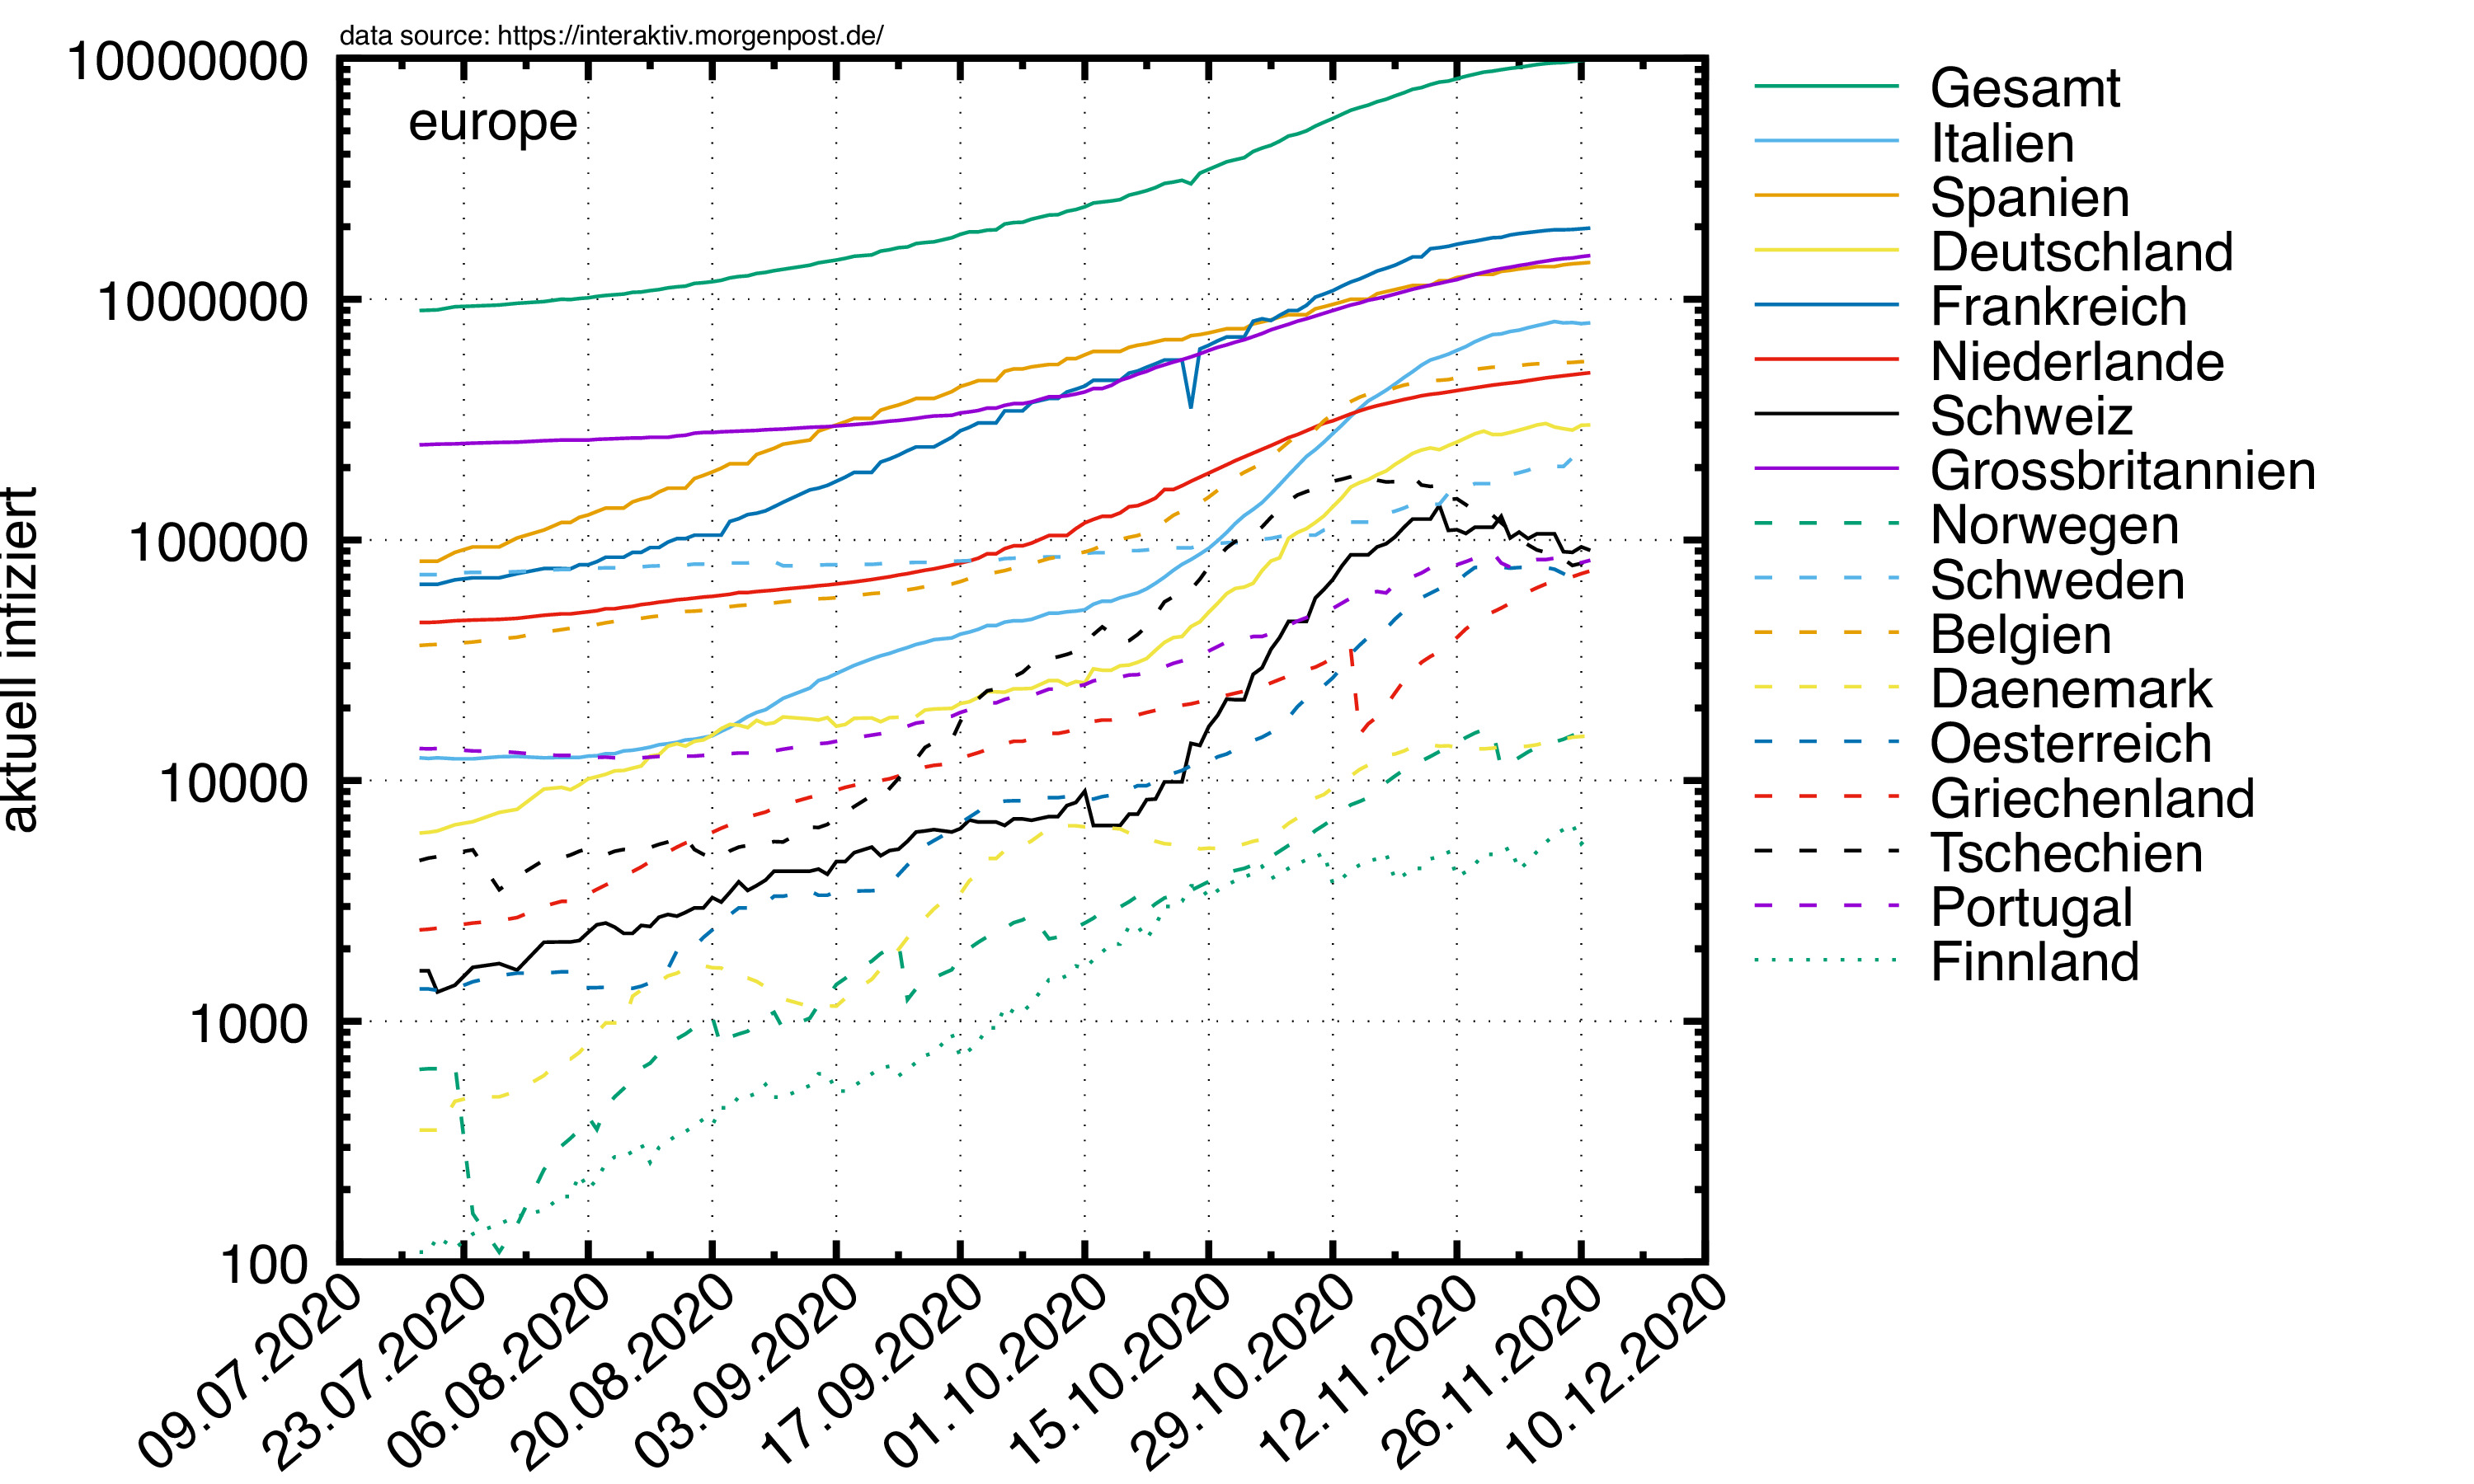 data source: https://interaktiv.morgenpost.de/
europe
aktuell infiziert
10000000
1000000
100000
10000
1000
100
09.07.2020
23.07.2020
06.08.2020
20.08.2020
03.09.2020
17.09.2020
01.10.2020
15.10.2020
29.10.2020
12.11.2020
26.11.2020
10.12.2020
Gesamt
Italien
Spanien
Deutschland
Frankreich
Niederlande
Schweiz
Grossbritannien
Norwegen
Schweden
Belgien
Daenemark
Oesterreich
Griechenland
Tschechien
Portugal
Finnland